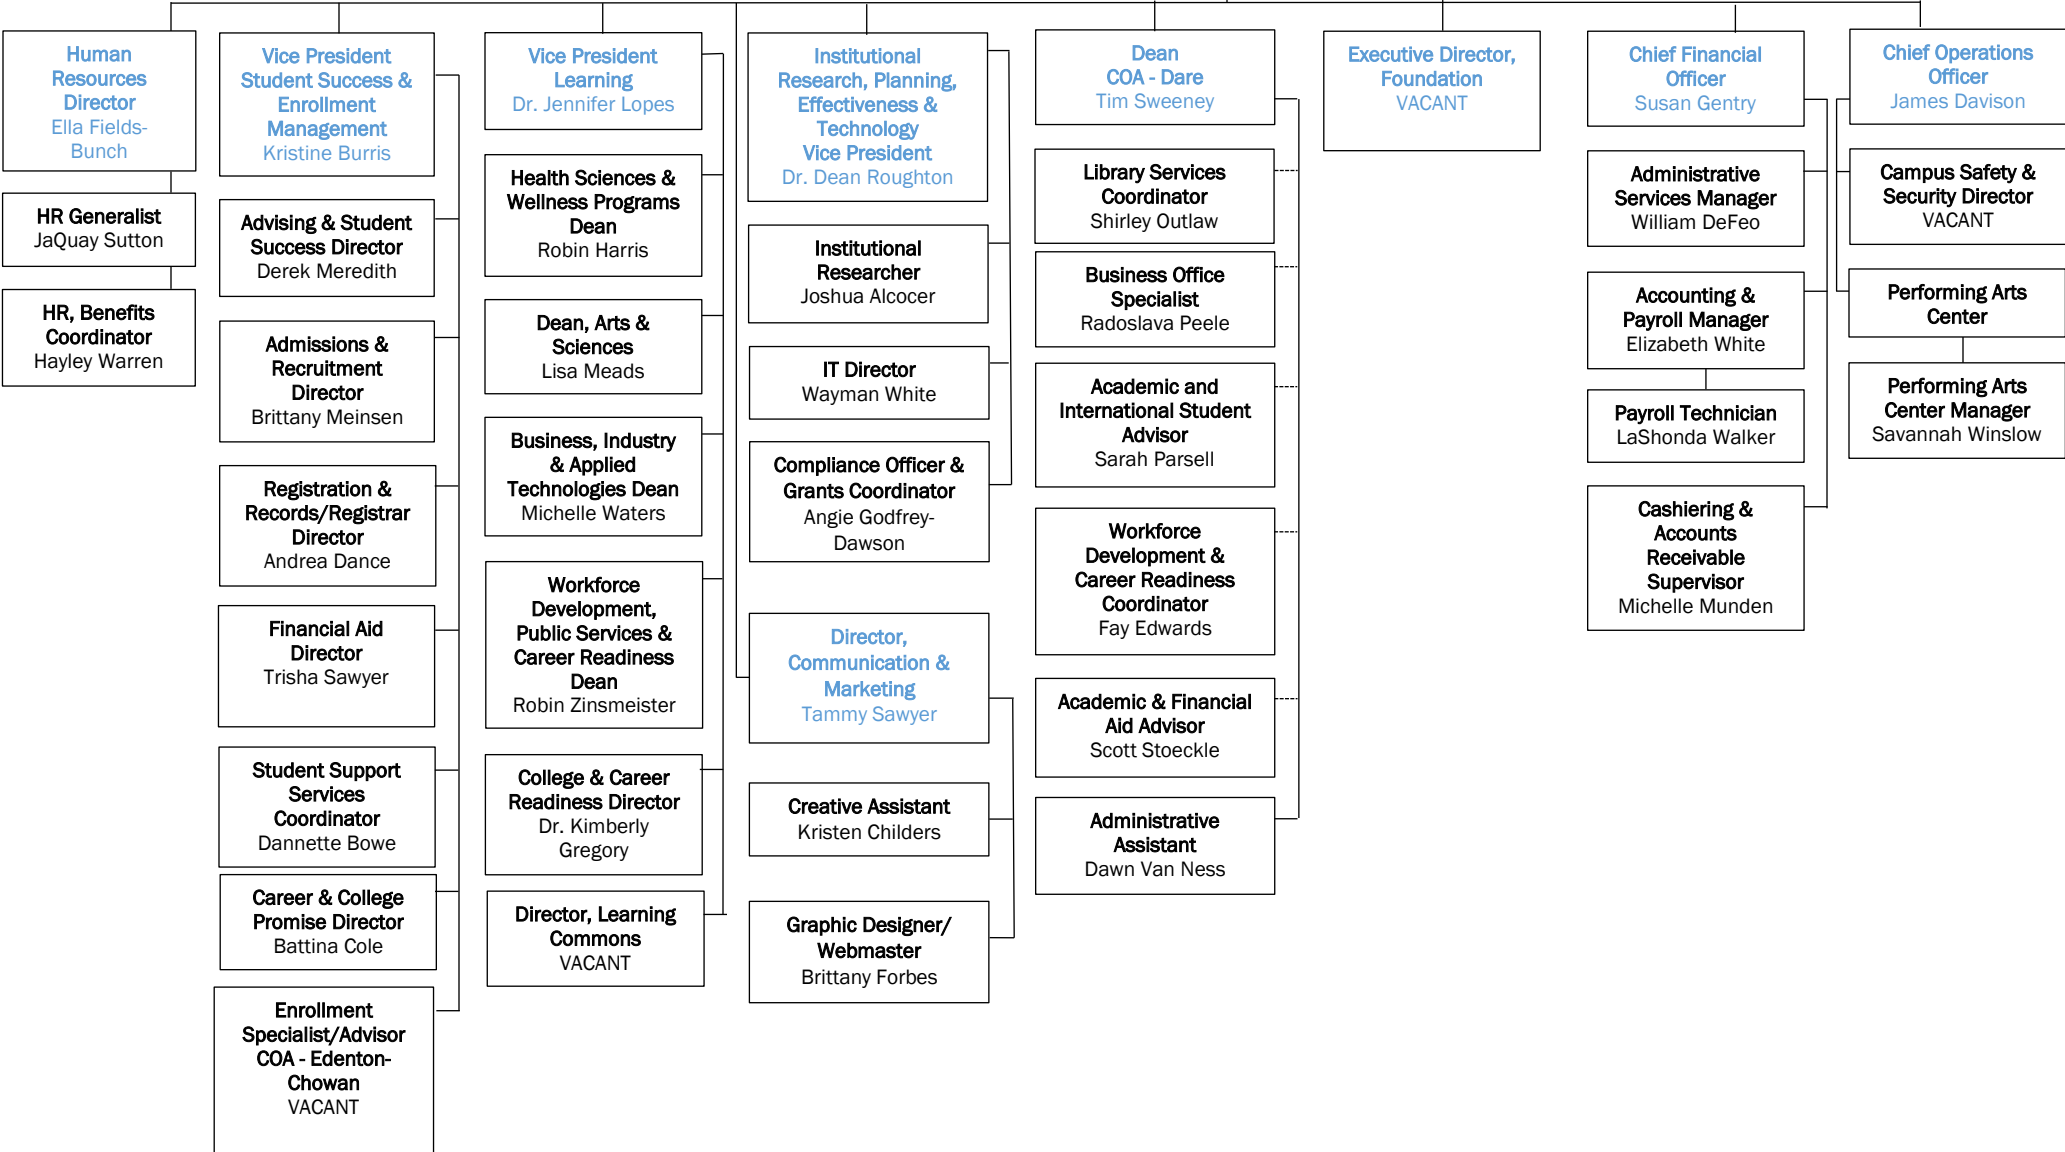 Human
Resources
Director
Ella Fields-
Bunch
HR Generalist
JaQuay Sutton
HR, Benefits
Coordinator
Hayley Warren
Vice President
Student Success &
Enrollment
Management
Kristine Burris
Advising & Student
Success Director
Derek Meredith
Admissions &
Recruitment
Director
Brittany Meinsen
Registration &
Records/Registrar
Director
Andrea Dance
Financial Aid
Director
Trisha Sawyer
Student Support
Services
Coordinator
Dannette Bowe
Career & College
Promise Director
Battina Cole
Enrollment
Specialist/Advisor
COA - Edenton-
Chowan
VACANT
Vice President
Learning
Dr. Jennifer Lopes
Health Sciences &
Wellness Programs
Dean
Robin Harris
Dean, Arts &
Sciences
Lisa Meads
Business, Industry
& Applied
Technologies Dean
Michelle Waters
Workforce
Development,
Public Services &
Career Readiness
Dean
Robin Zinsmeister
College & Career
Readiness Director
Dr. Kimberly
Gregory
Director, Learning
Commons
VACANT
Institutional
Research, Planning,
Effectiveness &
Technology
Vice President
Dr. Dean Roughton
Institutional
Researcher
Joshua Alcocer
IT Director
Wayman White
Compliance Officer &
Grants Coordinator
Angie Godfrey-
Dawson
Director,
Communication &
Marketing
Tammy Sawyer
Creative Assistant
Kristen Childers
Graphic Designer/
Webmaster
Brittany Forbes
Dean
COA - Dare
Tim Sweeney
Library Services
Coordinator
Shirley Outlaw
Business Office
Specialist
Radoslava Peele
Academic and
International Student
Advisor
Sarah Parsell
Workforce
Development &
Career Readiness
Coordinator
Fay Edwards
Academic & Financial
Aid Advisor
Scott Stoeckle
Administrative
Assistant
Dawn Van Ness
Executive Director,
Foundation
VACANT
Chief Financial
Officer
Susan Gentry
Administrative
Services Manager
William DeFeo
Accounting &
Payroll Manager
Elizabeth White
Payroll Technician
LaShonda Walker
Cashiering &
Accounts
Receivable
Supervisor
Michelle Munden
Chief Operations
Officer
James Davison
Campus Safety &
Security Director
VACANT
Performing Arts
Center
Performing Arts
Center Manager
Savannah Winslow